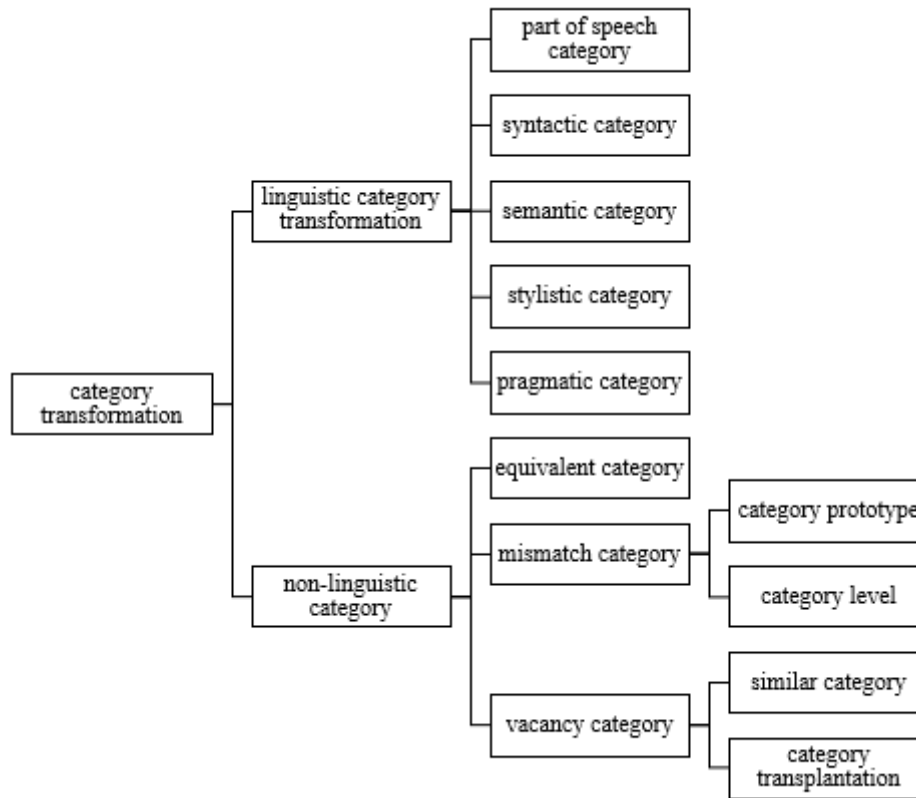 part of speech
category
syntactic category
linguistic category
transformation
semantic category
stylistic category
category
transformation
pragmatic category
equivalent category
category prototype
mismatch category
non-linguistic
category
category level
similar category
vacancy category
category
transplantation